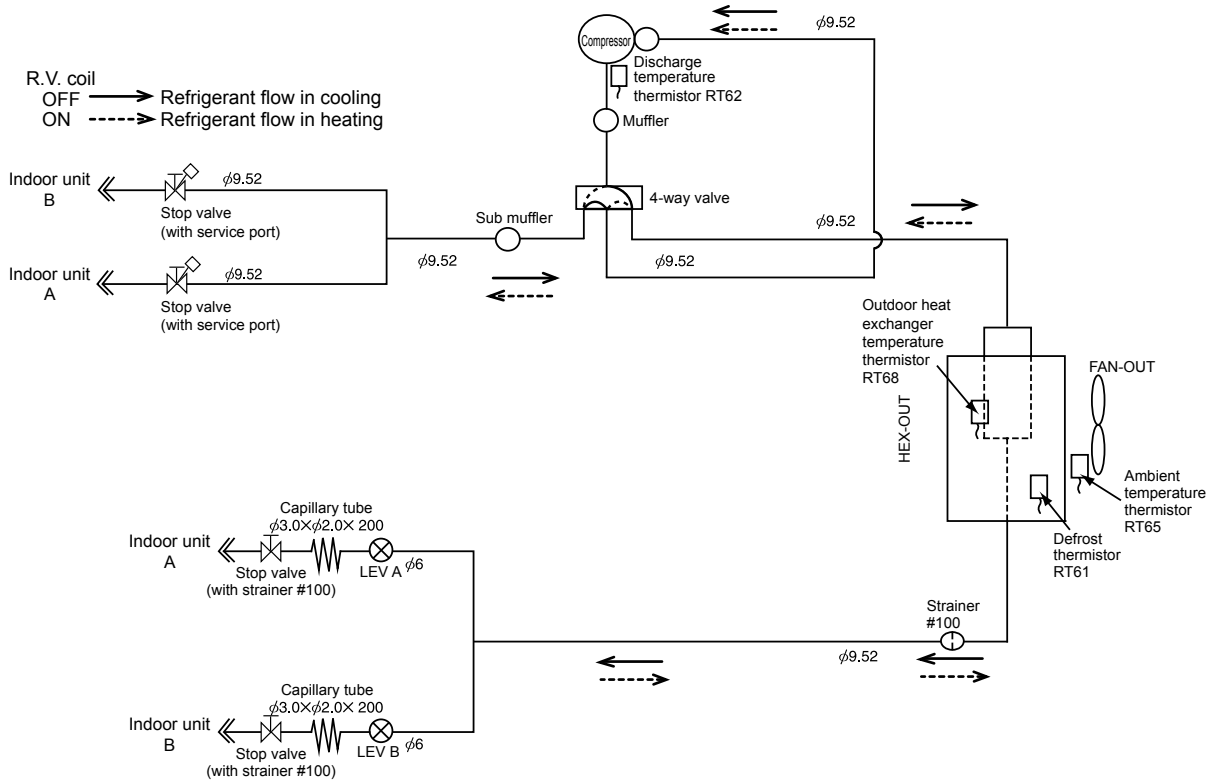 Compressor
ϕ9.52
Discharge
temperature
thermistor RT62
R.V. coil
OFF Refrigerant flow in cooling
ON Refrigerant flow in heating
Muffler
Indoor unit
B
ϕ9.52
Stop valve
(with service port)
4-way valve
Sub muffler
ϕ9.52
ϕ9.52
ϕ9.52
Indoor unit
A
ϕ9.52
Stop valve
(with service port)
Outdoor heat
exchanger
temperature
thermistor
RT68
FAN-OUT
HEX-OUT
Ambient
temperature
thermistor
RT65
Defrost
thermistor
RT61
Capillary tube
ϕ3.0×ϕ2.0×200
Indoor unit
A
LEV A
ϕ6
Stop valve
(with strainer #100)
Strainer
#100
ϕ9.52
Capillary tube
ϕ3.0×ϕ2.0×200
Indoor unit
B
LEV B
ϕ6
Stop valve
(with strainer #100)